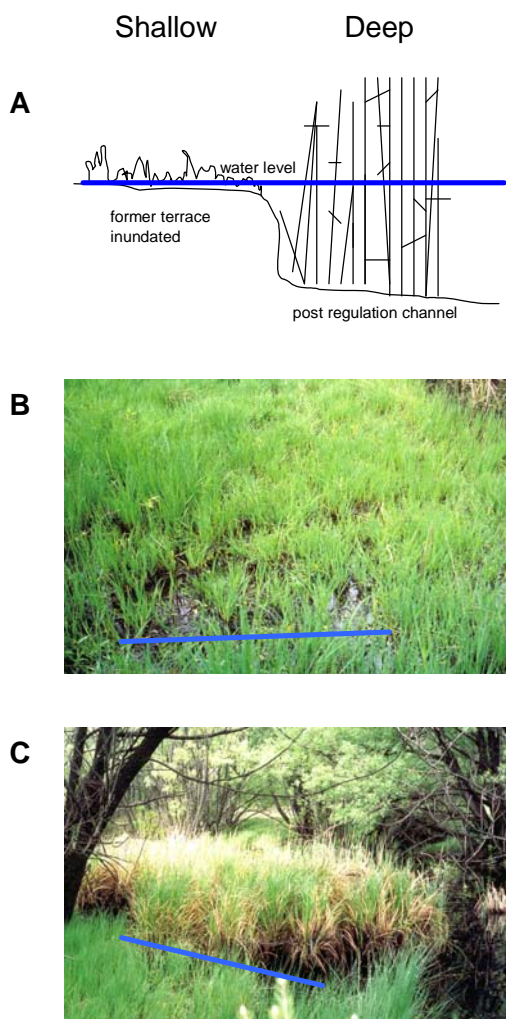 Shallow Deep
A
water level
former terrace
inundated
post regulation channel
B
C